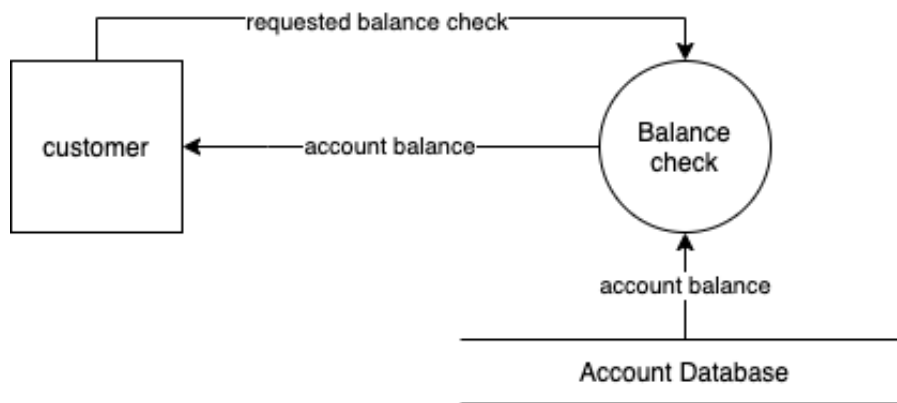 requested balance check
customer
account balance
Balance
check
account balance
Account Database